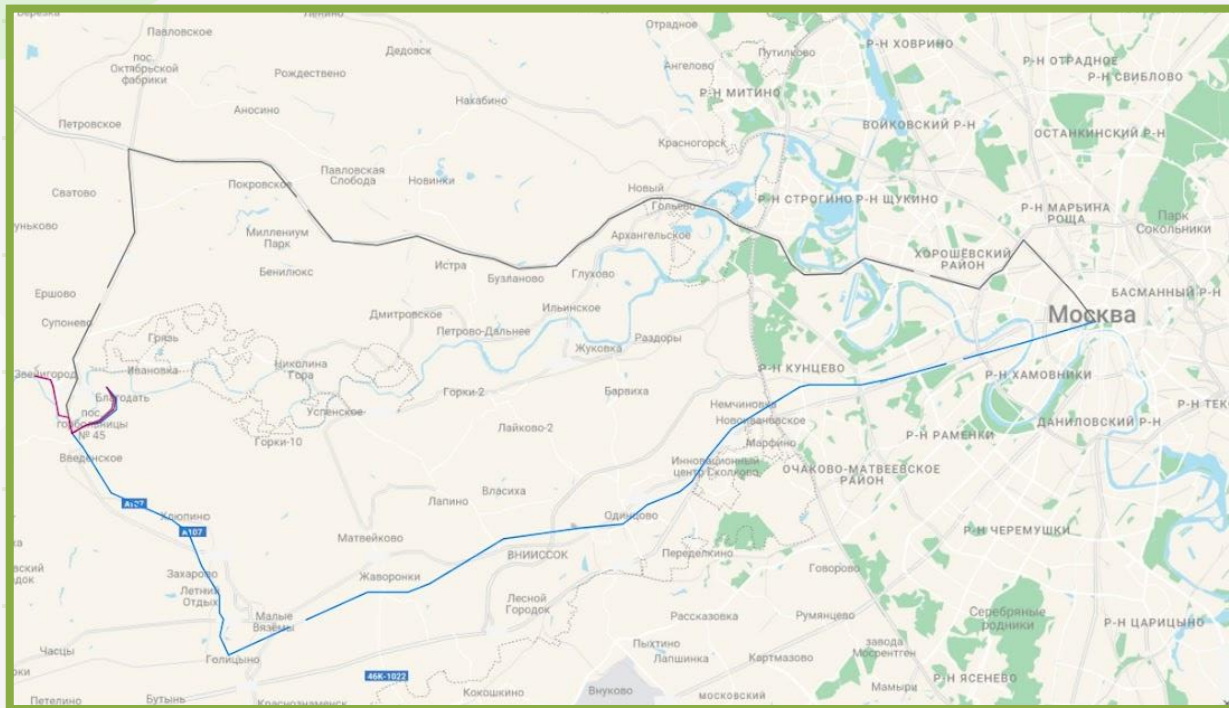 Березка
Ленино
Отрадное
Павловское
Дедовск
Ангелово
Путилково
Р-Н ХОВРИНО
Р-Н ОТРАДНОЕ
Р-Н СВИБЛОВО
пос.
Октябрьской
фабрики
Рождествено
Нахабино
Р-Н МИТИНО
Аносино
Петровское
ВОЙКОВСКИЙ Р-Н
ОСТАНКИНСКИЙ Р-Н
Красногорск
Павловская
Слобода
Новинки
Покровское
Сватово
Новый
Гольево
Р-Н СТРОГИНО
Р-Н ЩУКИНО
Р-Н МАРЬИНА
РОЩА
Парк
Сокольники
Миллениум
Парк
Архангельское
ХОРОШЁВСКИЙ
РАЙОН
Бенилюкс
Истра
Бузланово
Глухово
Ершово
БАСМАННЫЙ Р-Н
Супонево
Дмитровское
Ильинское
Москва
Грязь
Петрово-Дальнее
Раздоры
Жуковка
Звенигород
Ивановка
Николина
Гора
Р-Н КУНЦЕВО
Р-Н ХАМОВНИКИ
Благодать
Горки-2
Барвиха
Немчиновка
пос.
горбольницы
№ 45
Успенское
Новоивановское
ДАНИЛОВСКИЙ Р-Н
Горки-10
Лайково-2
Марфино
Р-Н РАМЕНКИ
Введенское
Инновационный
центр Сколково
ОЧАКОВО-МАТВЕЕВСКОЕ
РАЙОН
Власиха
Лапино
А107
Хлюпино
А107
Одинцово
Р-Н ЧЕРЕМУШКИ
Матвейково
ВНИИССОК
Переделкино
Говорово
Захарово
Жаворонки
Летний
Отдых
Лесной
Городок
Малые
Вязёмы
Рассказовка
Румянцево
Серебряные
родники
Р-Н ЦАРИЦЫНО
Часцы
Голицыно
Пыхтино
Лапшинка
Картмазово
завода
Мосрентген
46К-1022
Р-Н ЯСЕНЕВО
Петелино
Бутынь
Краснознаменск
Кокошкино
Внуково
МОСКОВСКИЙ
Мамыри